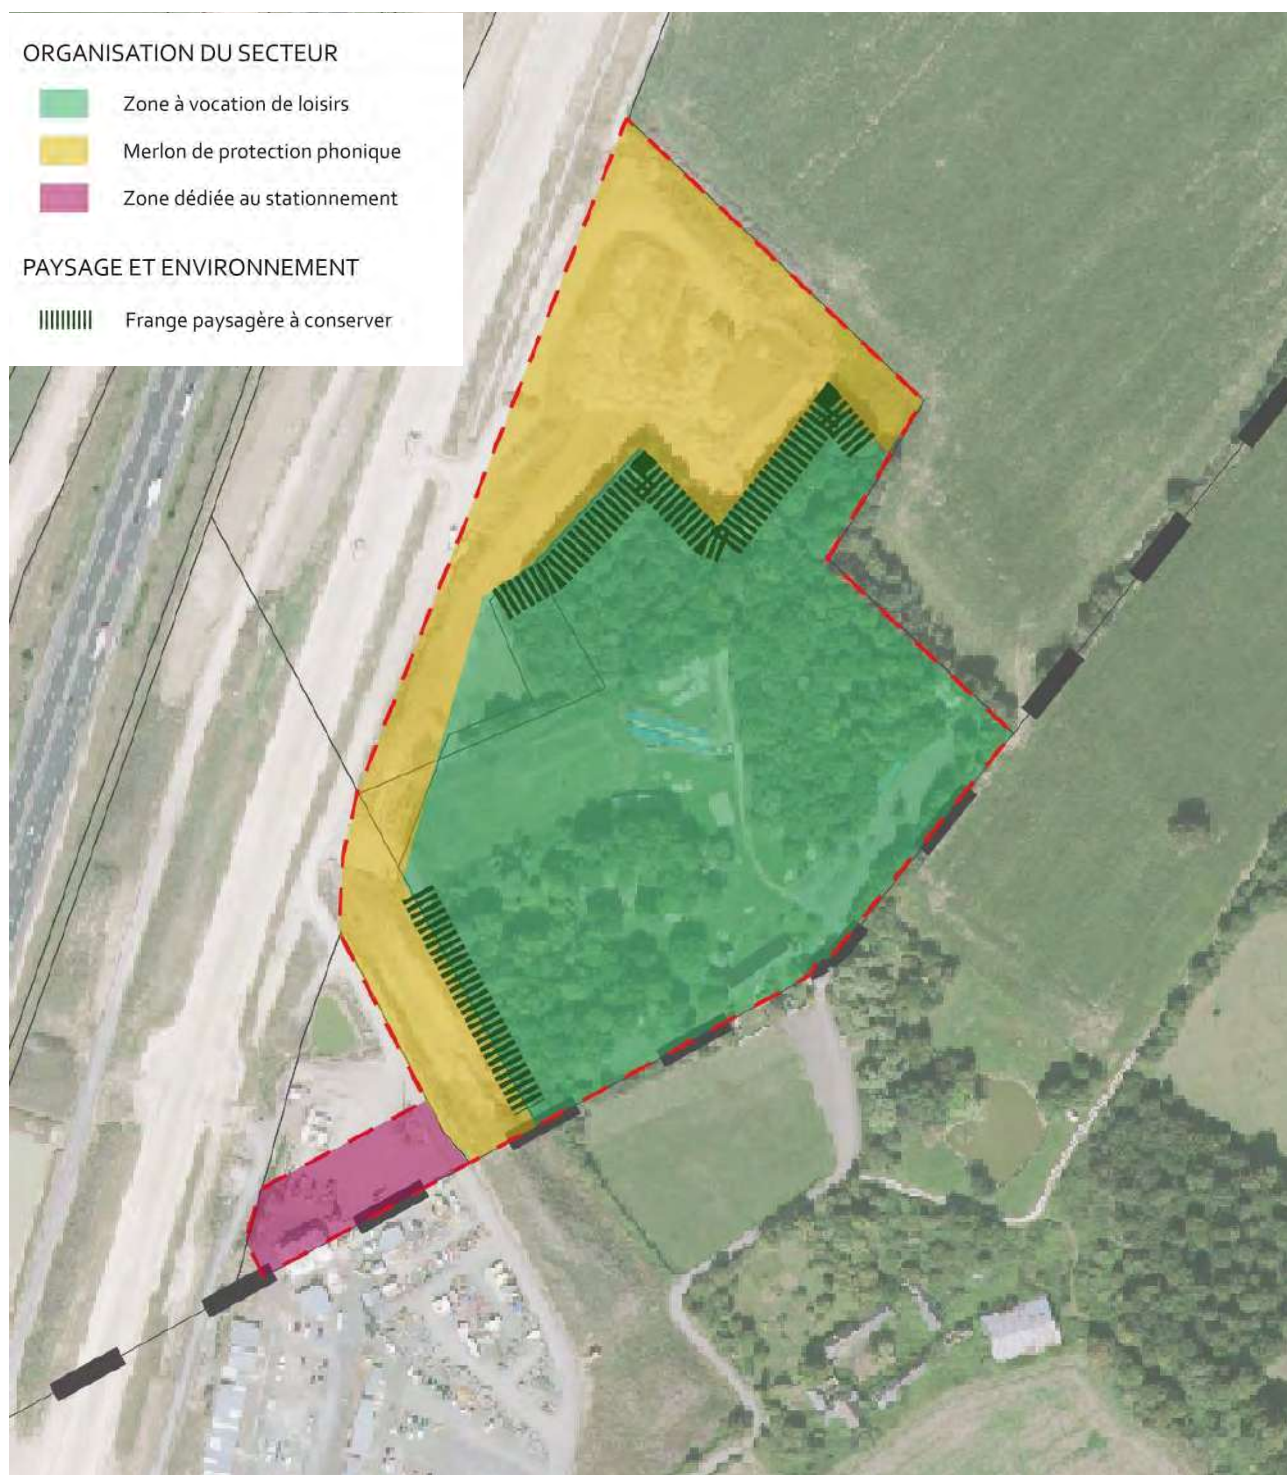 ORGANISATION DU SECTEUR
Zone à vocation de loisirs
Merlon de protection phonique
Zone dédiée au stationnement
PAYSAGE ET ENVIRONNEMENT
Frange paysagère à conserver